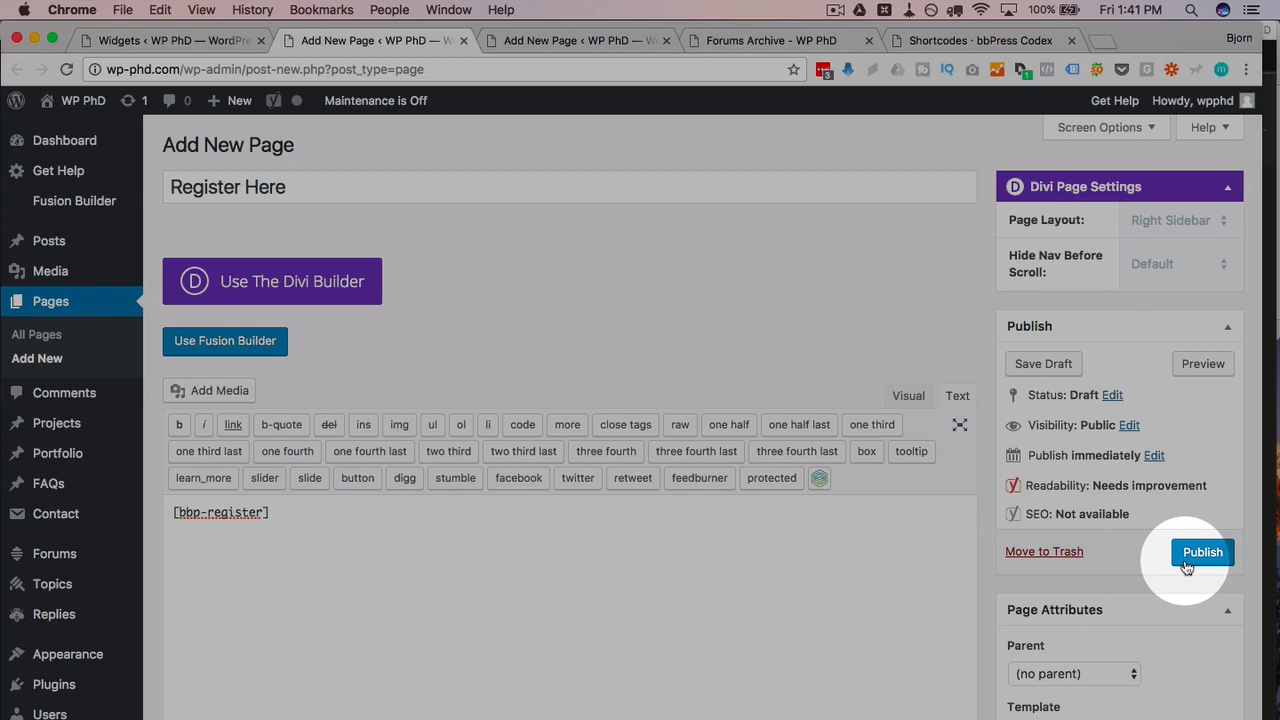 Chrome File Edit View History Bookmarks People Window Help 100% Fri 1:41 PM
Widgets < WP PhD — WordPre × Add New Page < WP PhD — W × Add New Page < WP PhD — W × Forums Archive - WP PhD × Shortcodes · bbPress Codex × Bjorn
wp-phd.com/wp-admin/post-new.php?post_type=page
WP PhD 1 0 + New Maintenance is Off Get Help Howdy, wpphd
Screen Options Help
Dashboard
Get Help
Fusion Builder
Posts
Media
Pages
All Pages
Add New
Comments
Projects
Portfolio
FAQs
Contact
Forums
Topics
Replies
Appearance
Plugins
Users
Add New Page
Register Here
D Use The Divi Builder
Use Fusion Builder
Add Media
Visual Text
b i link b-quote del ins img ul ol li code more close tags raw one half one half last one third
one third last one fourth one fourth last two third two third last three fourth three fourth last three fourth last box tooltip
learn_more slider slide button digg stumble facebook twitter retweet feedburner protected
[bbp-register]
D Divi Page Settings
Page Layout: Right Sidebar
Hide Nav Before
Scroll: Default
Publish
Save Draft Preview
Status: Draft Edit
Visibility: Public Edit
Publish immediately Edit
Readability: Needs improvement
SEO: Not available
Move to Trash Publish
Page Attributes
Parent
(no parent)
Template